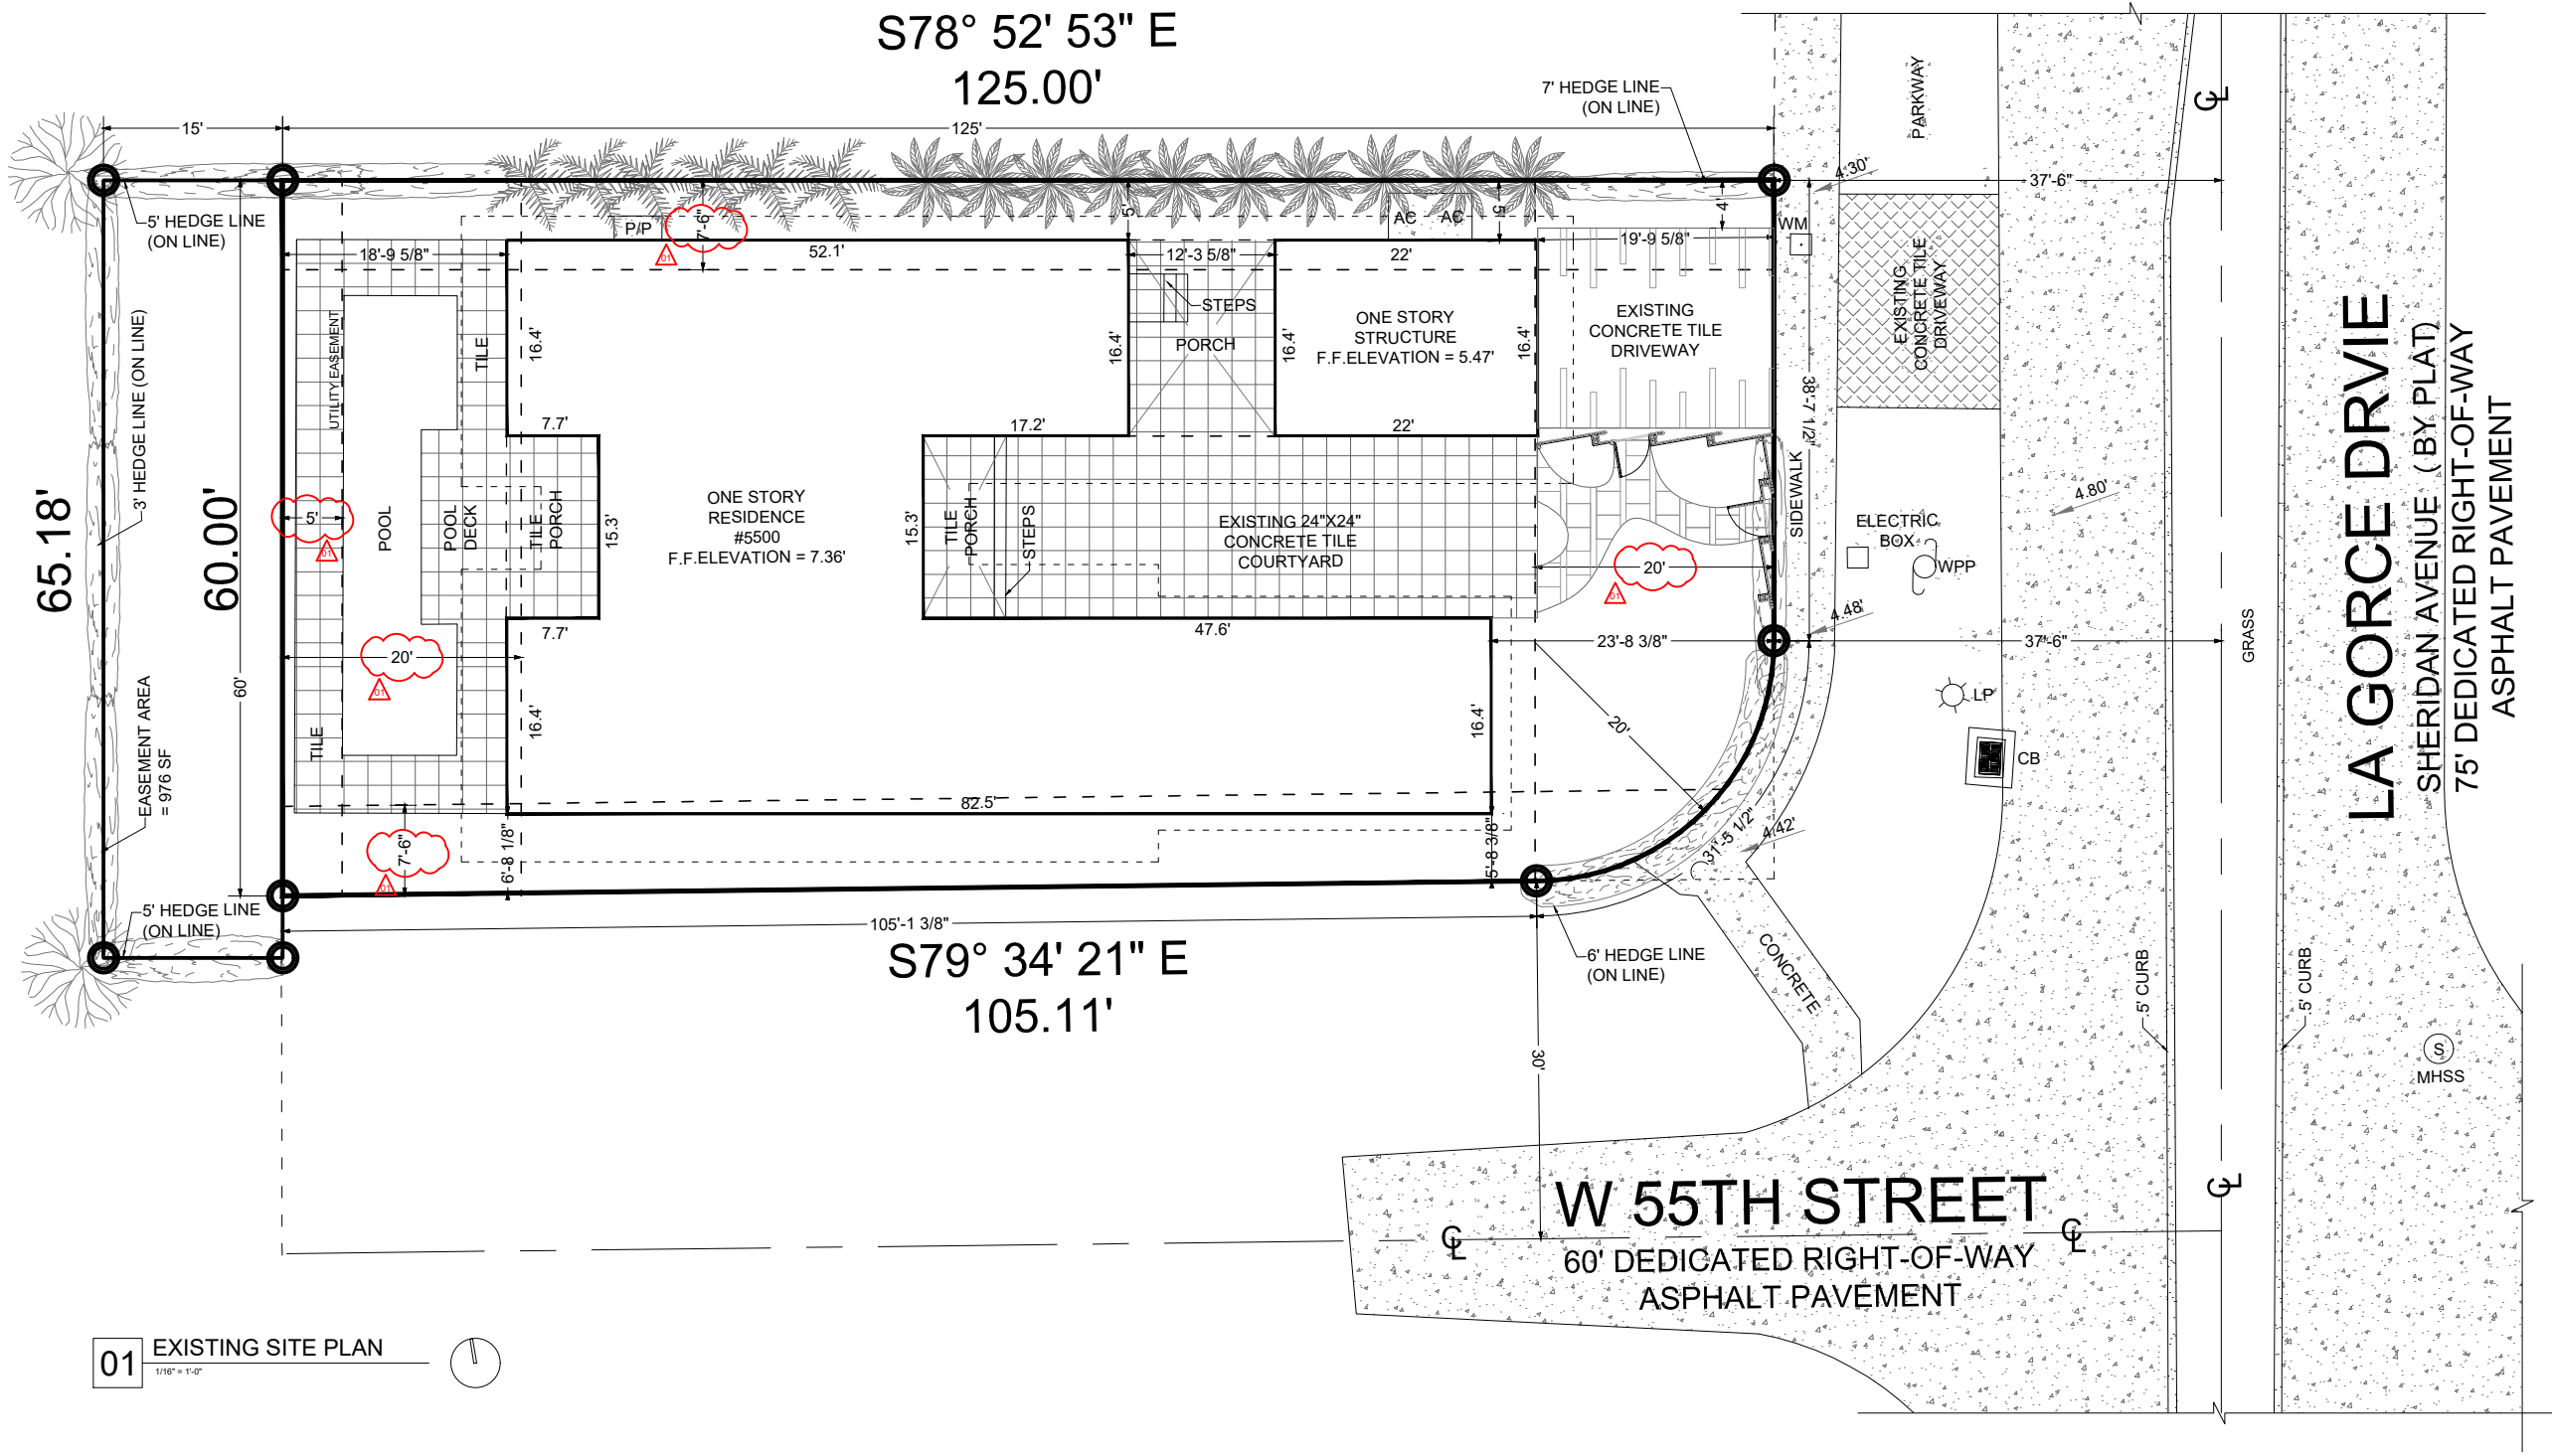 S78° 52' 53" E
125.00'
15'
125'
7' HEDGE LINE
(ON LINE)
PARKWAY
℄
4.30'
37'-6"
5' HEDGE LINE
(ON LINE)
P/P
7'-6"
01
5'
AC
AC
5'
4'
WM
18'-9 5/8"
52.1'
12'-3 5/8"
22'
19'-9 5/8"
STEPS
PORCH
ONE STORY
STRUCTURE
F.F.ELEVATION = 5.47'
EXISTING
CONCRETE TILE
DRIVEWAY
EXISTING
CONCRETE TILE
DRIVEWAY
3' HEDGE LINE (ON LINE)
UTILITY EASEMENT
TILE
16.4'
16.4'
16.4'
16.4'
38'-7 1/2"
7.7'
17.2'
22'
65.18'
60.00'
5'
01
POOL
POOL
DECK
TILE
PORCH
15.3'
ONE STORY
RESIDENCE
#5500
F.F.ELEVATION = 7.36'
15.3'
TILE
PORCH
STEPS
EXISTING 24"X24"
CONCRETE TILE
COURTYARD
20'
01
SIDEWALK
ELECTRIC
BOX
WPP
4.80'
4.48'
7.7'
47.6'
23'-8 3/8"
37'-6"
GRASS
20'
01
60'
EASEMENT AREA
= 976 SF
TILE
16.4'
16.4'
20'
LP
CB
LA GORCE DRVIE
SHERIDAN AVENUE ( BY PLAT)
75' DEDICATED RIGHT-OF-WAY
ASPHALT PAVEMENT
82.5'
7'-6"
01
6'-8 1/8"
5'-8 3/8"
31'-5 1/2"
4.42'
5' HEDGE LINE
(ON LINE)
105'-1 3/8"
S79° 34' 21" E
105.11'
6' HEDGE LINE
(ON LINE)
CONCRETE
.5' CURB
.5' CURB
30'
S
MHSS
℄
W 55TH STREET
℄
℄
60' DEDICATED RIGHT-OF-WAY
ASPHALT PAVEMENT
01
EXISTING SITE PLAN
1/16" = 1'-0"